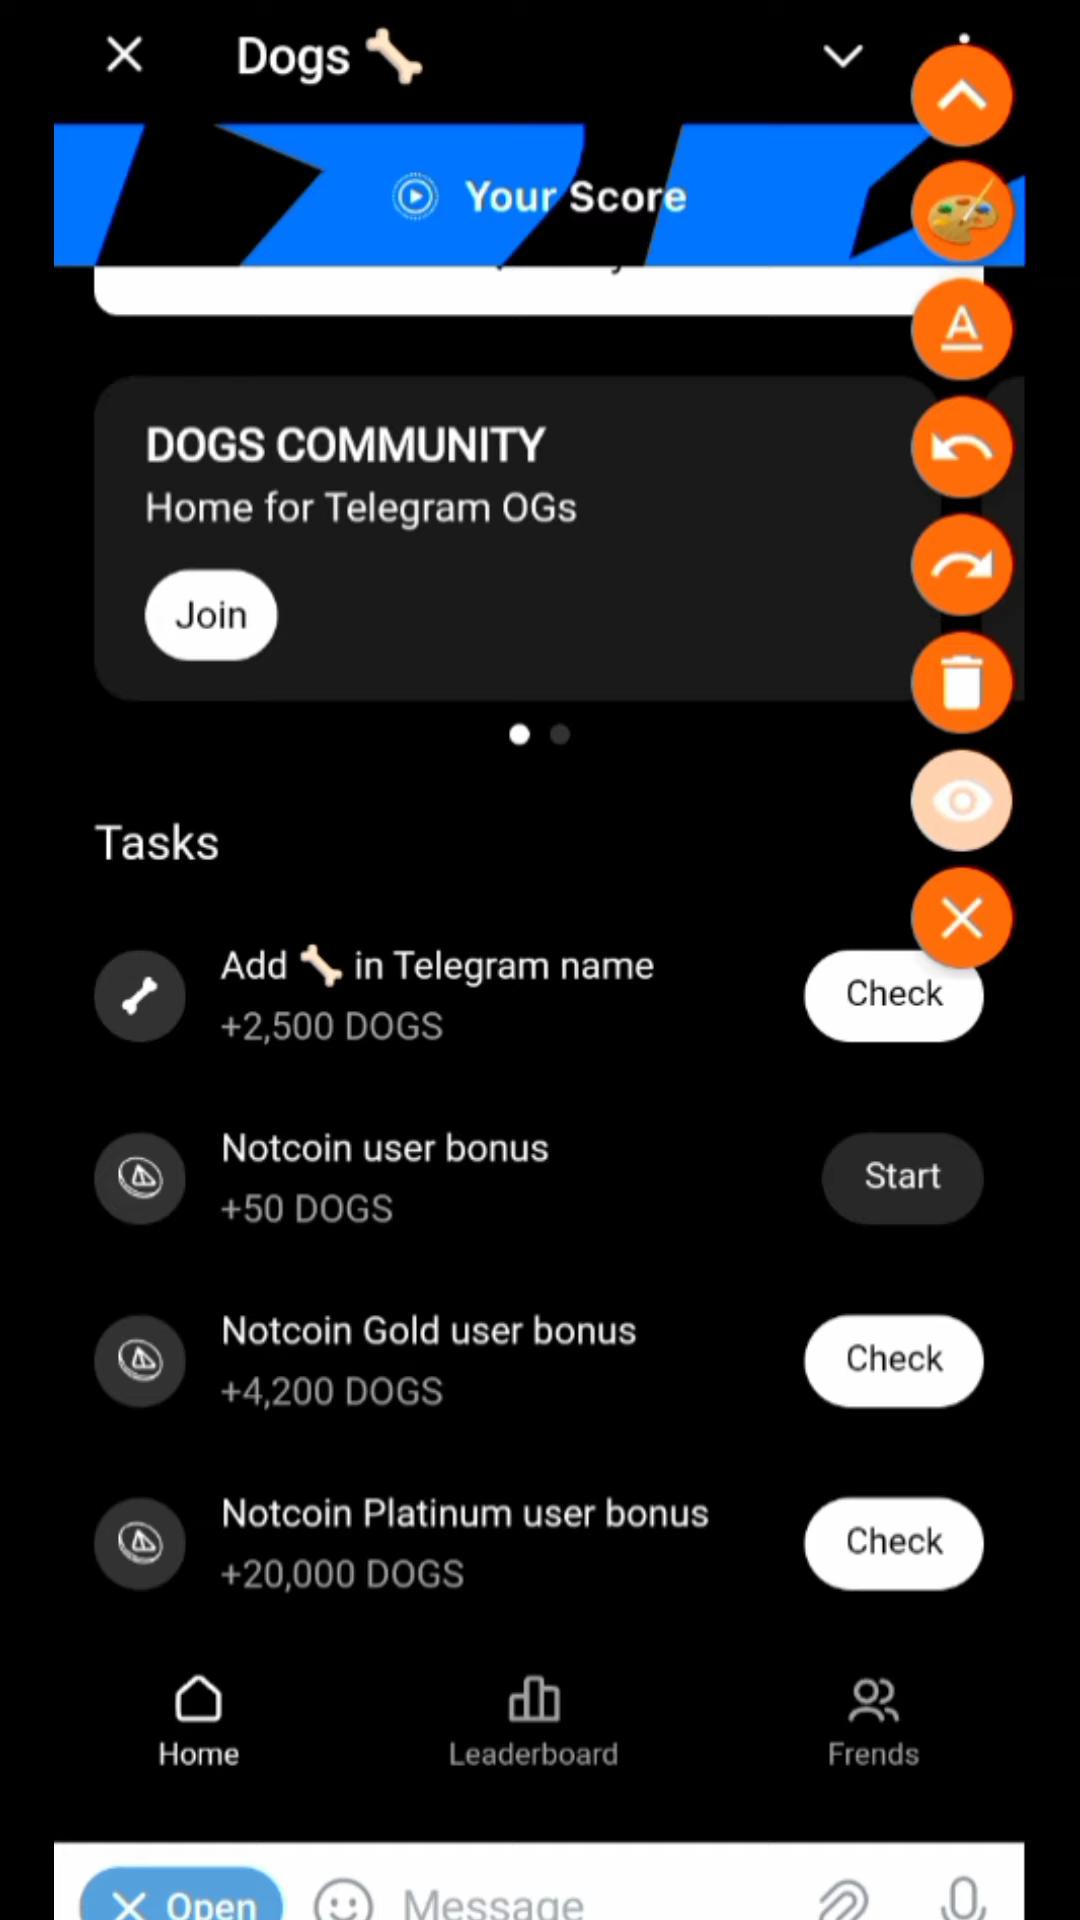 Dogs 🦴
Your Score
DOGS COMMUNITY
Home for Telegram OGs
Join
Tasks
Add 🦴 in Telegram name
+2,500 DOGS
Check
Notcoin user bonus
+50 DOGS
Start
Notcoin Gold user bonus
+4,200 DOGS
Check
Notcoin Platinum user bonus
+20,000 DOGS
Check
Home
Leaderboard
Frends
Open
Message
A